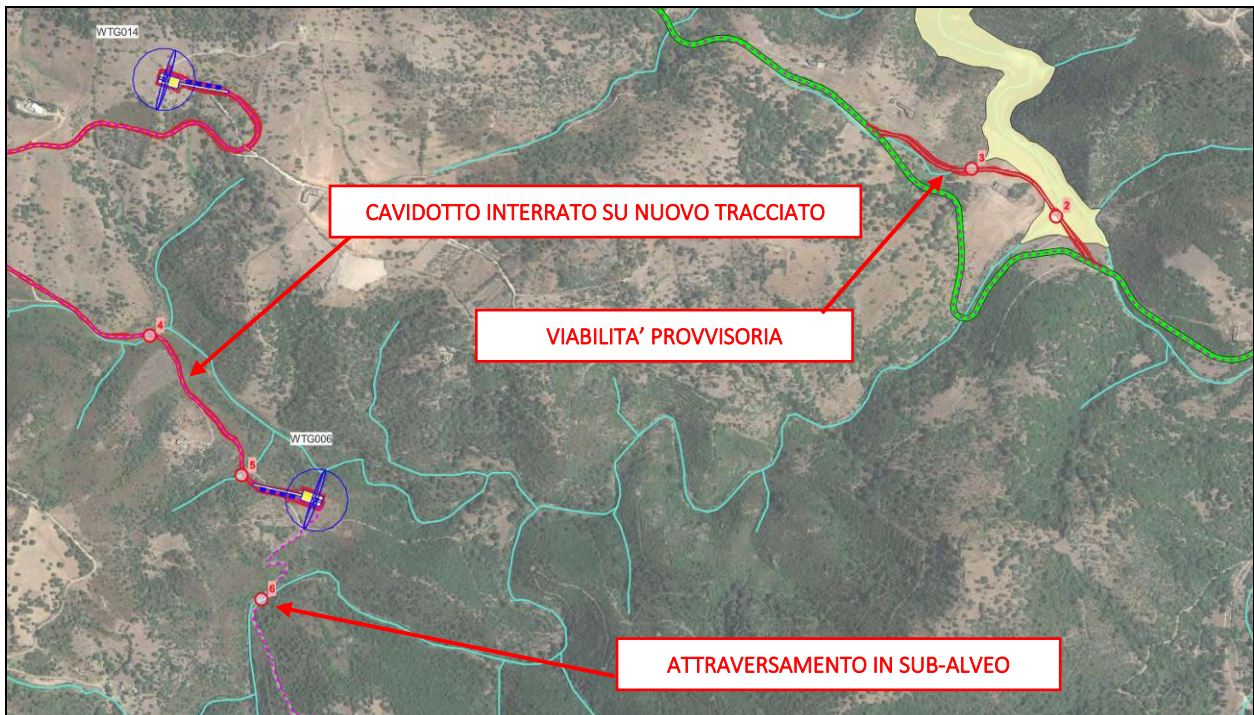 WTG014
3
2
CAVIDOTTO INTERRATO SU NUOVO TRACCIATO
4
VIABILITA’ PROVVISORIA
WTG006
5
6
ATTRAVERSAMENTO IN SUB-ALVEO